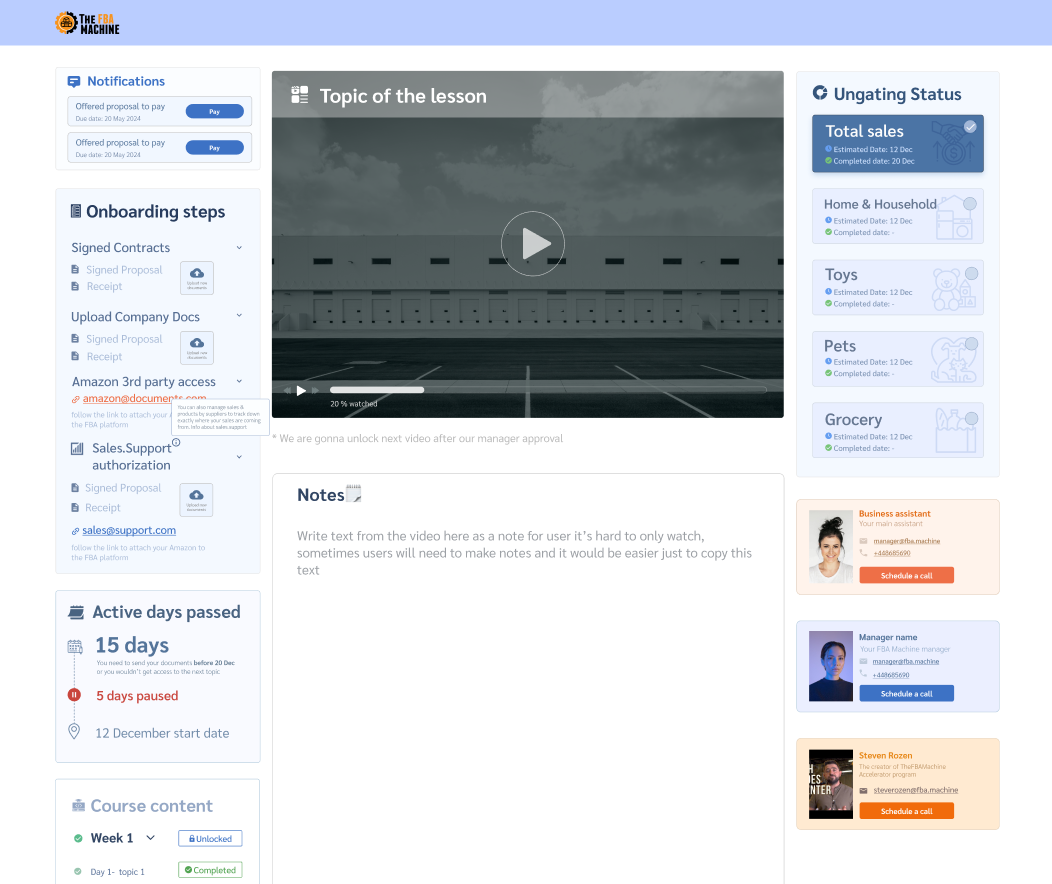 THE FBA
MACHINE
Notifications
Offered proposal to pay
Due date: 20 May 2024
Pay
Offered proposal to pay
Due date: 20 May 2024
Pay
Onboarding steps
Signed Contracts
Signed Proposal
Receipt
Upload new
documents
Upload Company Docs
Signed Proposal
Receipt
Upload new
documents
Amazon 3rd party access
amazon@documents.com
follow the link to attach your
the FBA platform
You can also manage sales &
products by suppliers to track down
exactly where your sales are coming
from. Info about sales support
Sales.Support
authorization
Signed Proposal
Receipt
Upload new
documents
sales@support.com
follow the link to attach your Amazon to
the FBA platform
Active days passed
15 days
You need to send your documents before 20 Dec
or you wouldn't get access to the next topic
5 days paused
12 December start date
Course content
Week 1
Unlocked
Day 1- topic 1
Completed
Topic of the lesson
20 % watched
* We are gonna unlock next video after our manager approval
Notes
Write text from the video here as a note for user it's hard to only watch,
sometimes users will need to make notes and it would be easier just to copy this
text
Ungating Status
Total sales
Estimated Date: 12 Dec
Completed date: 20 Dec
Home & Household
Estimated Date: 12 Dec
Completed date: -
Toys
Estimated Date: 12 Dec
Completed date: -
Pets
Estimated Date: 12 Dec
Completed date: -
Grocery
Estimated Date: 12 Dec
Completed date: -
Business assistant
Your main assistant
manager@fba.machine
+448685690
Schedule a call
Manager name
Your FBA Machine manager
manager@fba.machine
+448685690
Schedule a call
Steven Rozen
The creator of TheFBAMachine
Accelerator program
steverozen@fba.machine
Schedule a call